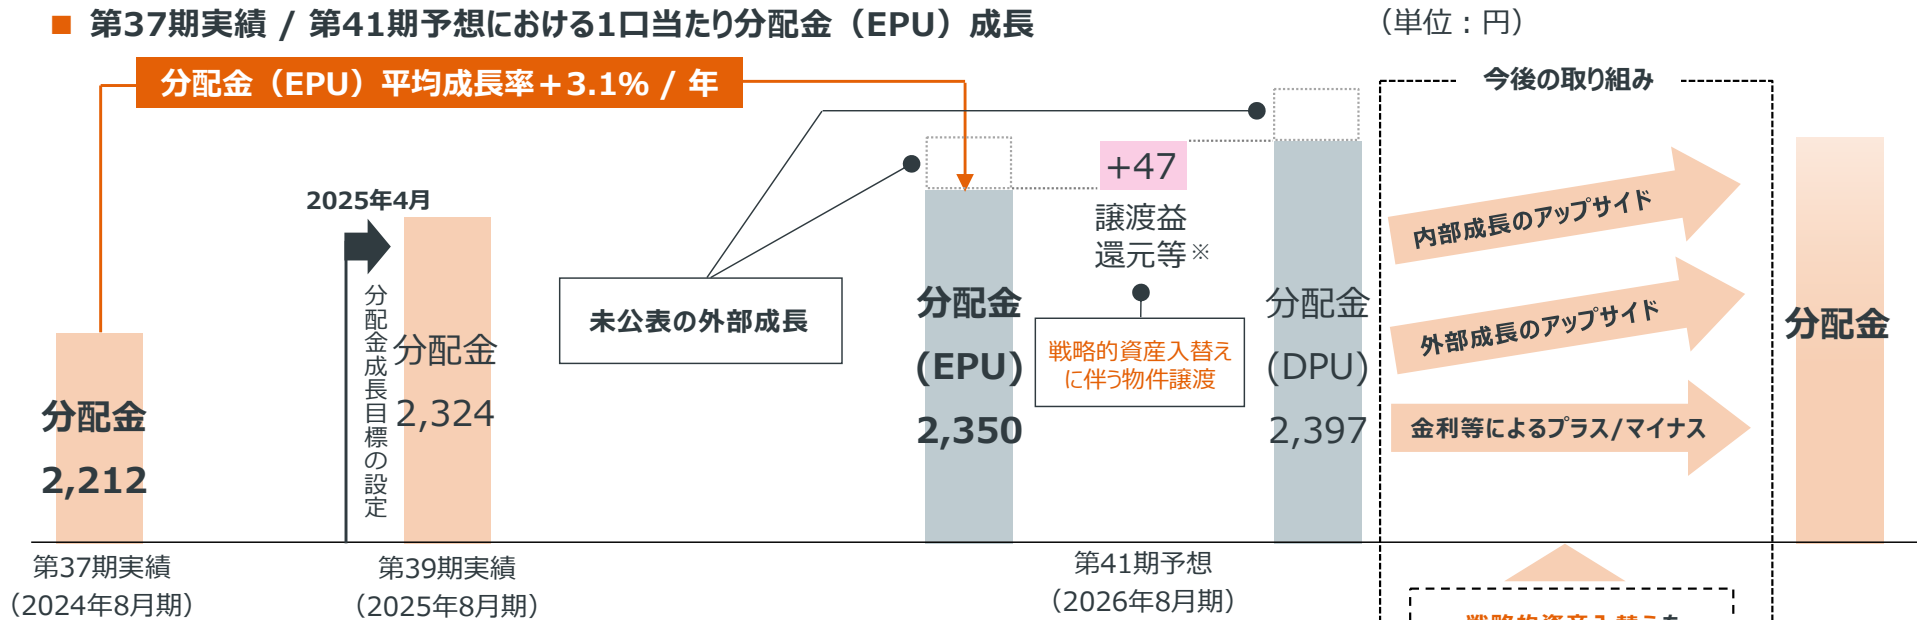 ■ 第37期実績 / 第41期予想における1口当たり分配金（EPU）成長
（単位：円）
分配金（EPU）平均成長率＋3.1% / 年
今後の取り組み
2025年4月
分配金成長目標の設定
未公表の外部成長
+47
譲渡益
還元等※
戦略的資産入替え
に伴う物件譲渡
分配金
2,212
分配金
2,324
分配金
(EPU)
2,350
分配金
(DPU)
2,397
内部成長のアップサイド
外部成長のアップサイド
金利等によるプラス/マイナス
分配金
第37期実績
（2024年8月期）
第39期実績
（2025年8月期）
第41期予想
（2026年8月期）
戦略的資産入替えを